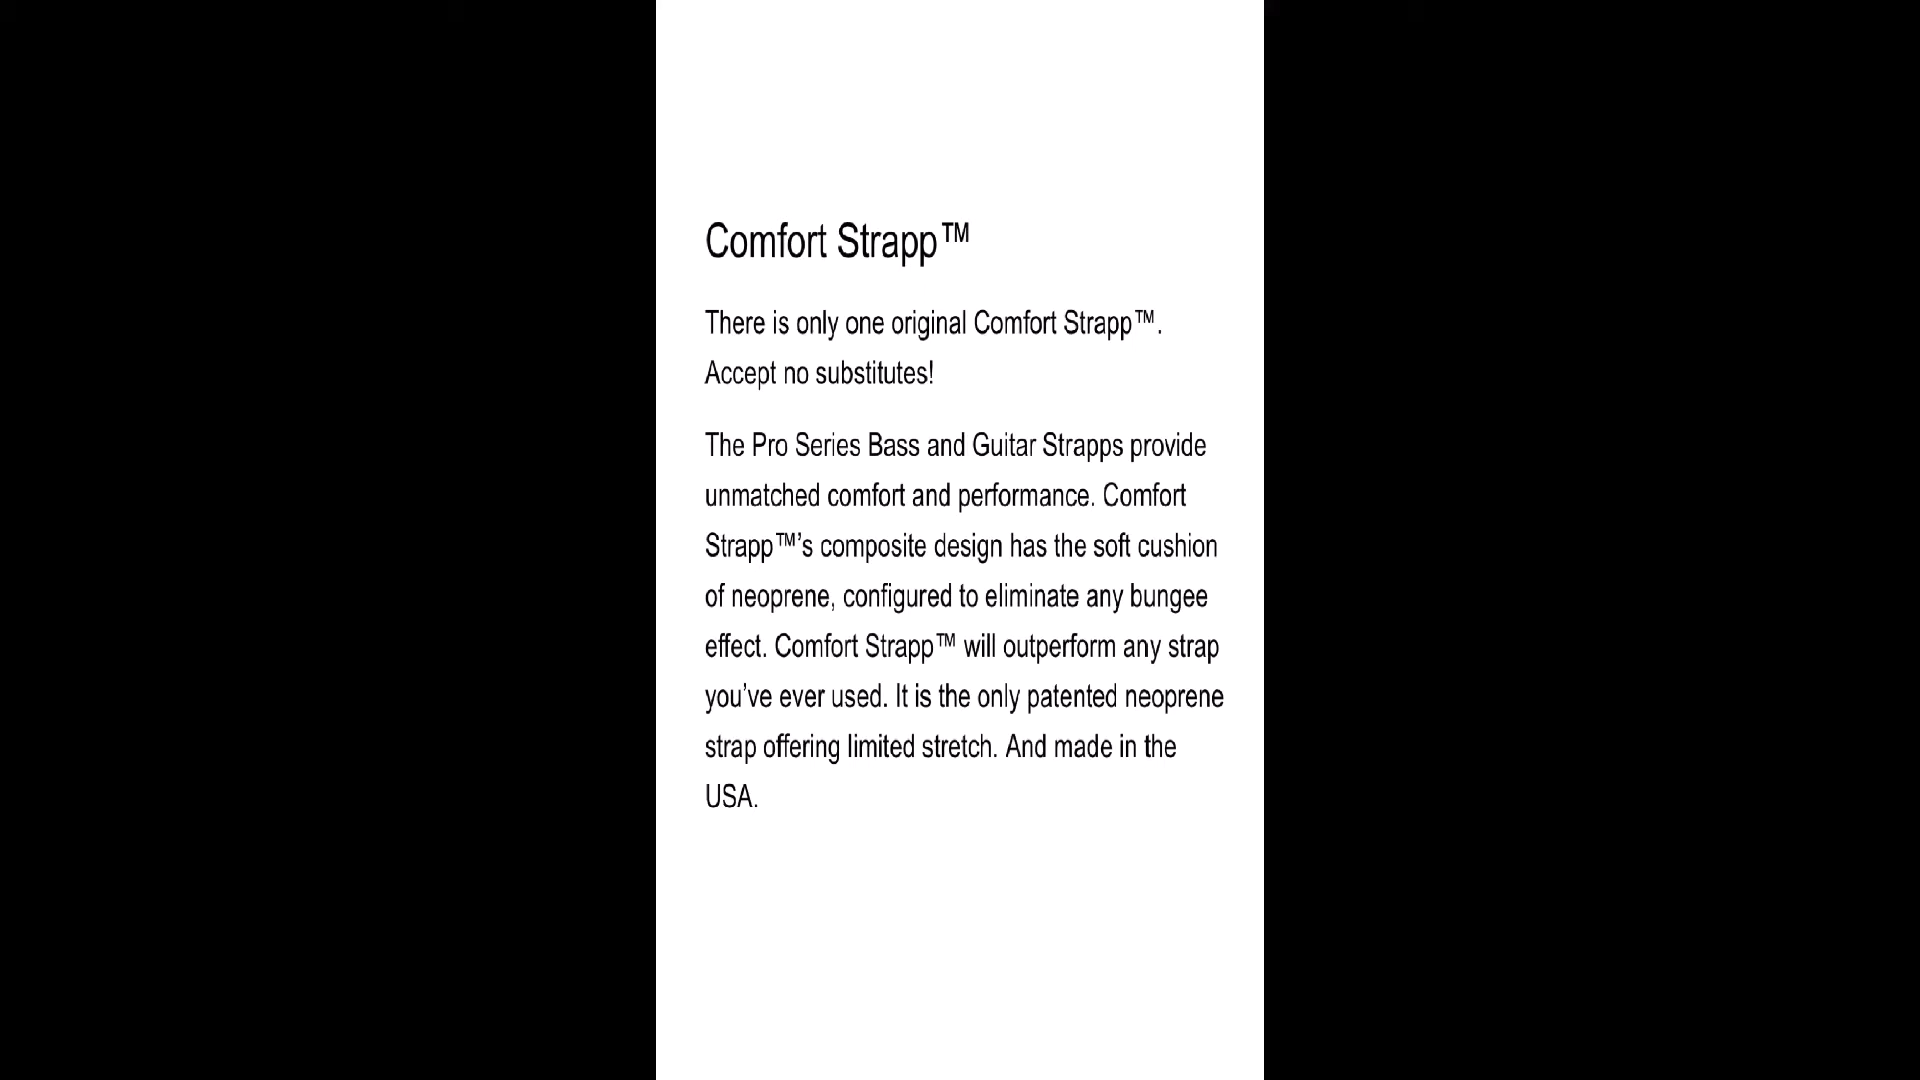 Comfort Strapp™
There is only one original Comfort Strapp™.
Accept no substitutes!
The Pro Series Bass and Guitar Strapps provide
unmatched comfort and performance. Comfort
Strapp™’s composite design has the soft cushion
of neoprene, configured to eliminate any bungee
effect. Comfort Strapp™ will outperform any strap
you’ve ever used. It is the only patented neoprene
strap offering limited stretch. And made in the
USA.